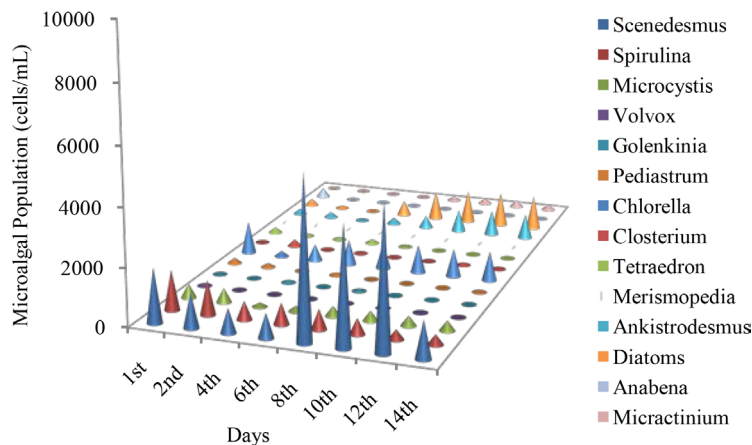 10000
8000
6000
4000
2000
0
Microalgal Population (cells/mL)
1st
2nd
4th
6th
8th
10th
12th
14th
Days
Scenedesmus
Spirulina
Microcystis
Volvox
Golenkinia
Pediastrum
Chlorella
Closterium
Tetraedron
Merismopedia
Ankistrodesmus
Diatoms
Anabena
Micractinium